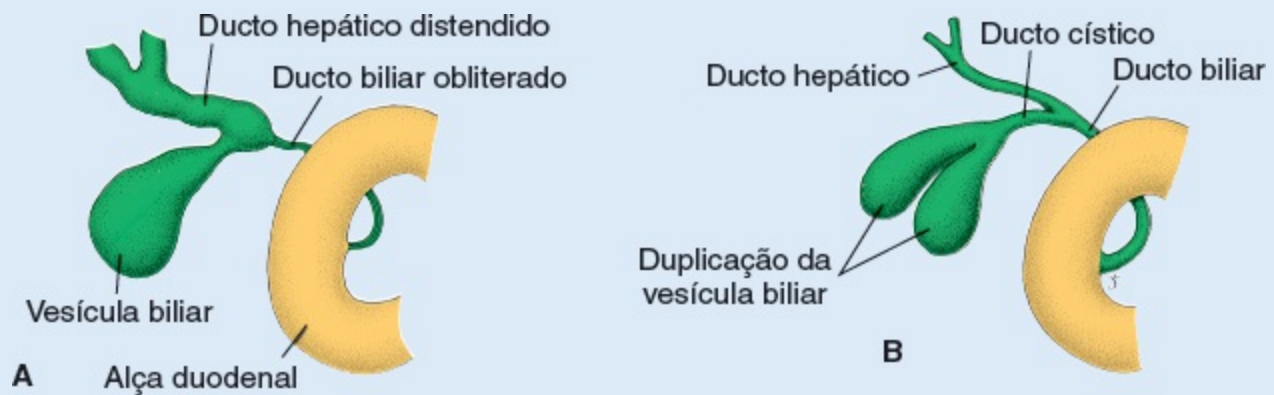 Ducto hepático distendido
Ducto biliar obliterado
Vesícula biliar
Alça duodenal
A
Ducto cístico
Ducto hepático
Ducto biliar
Duplicação da
vesícula biliar
B